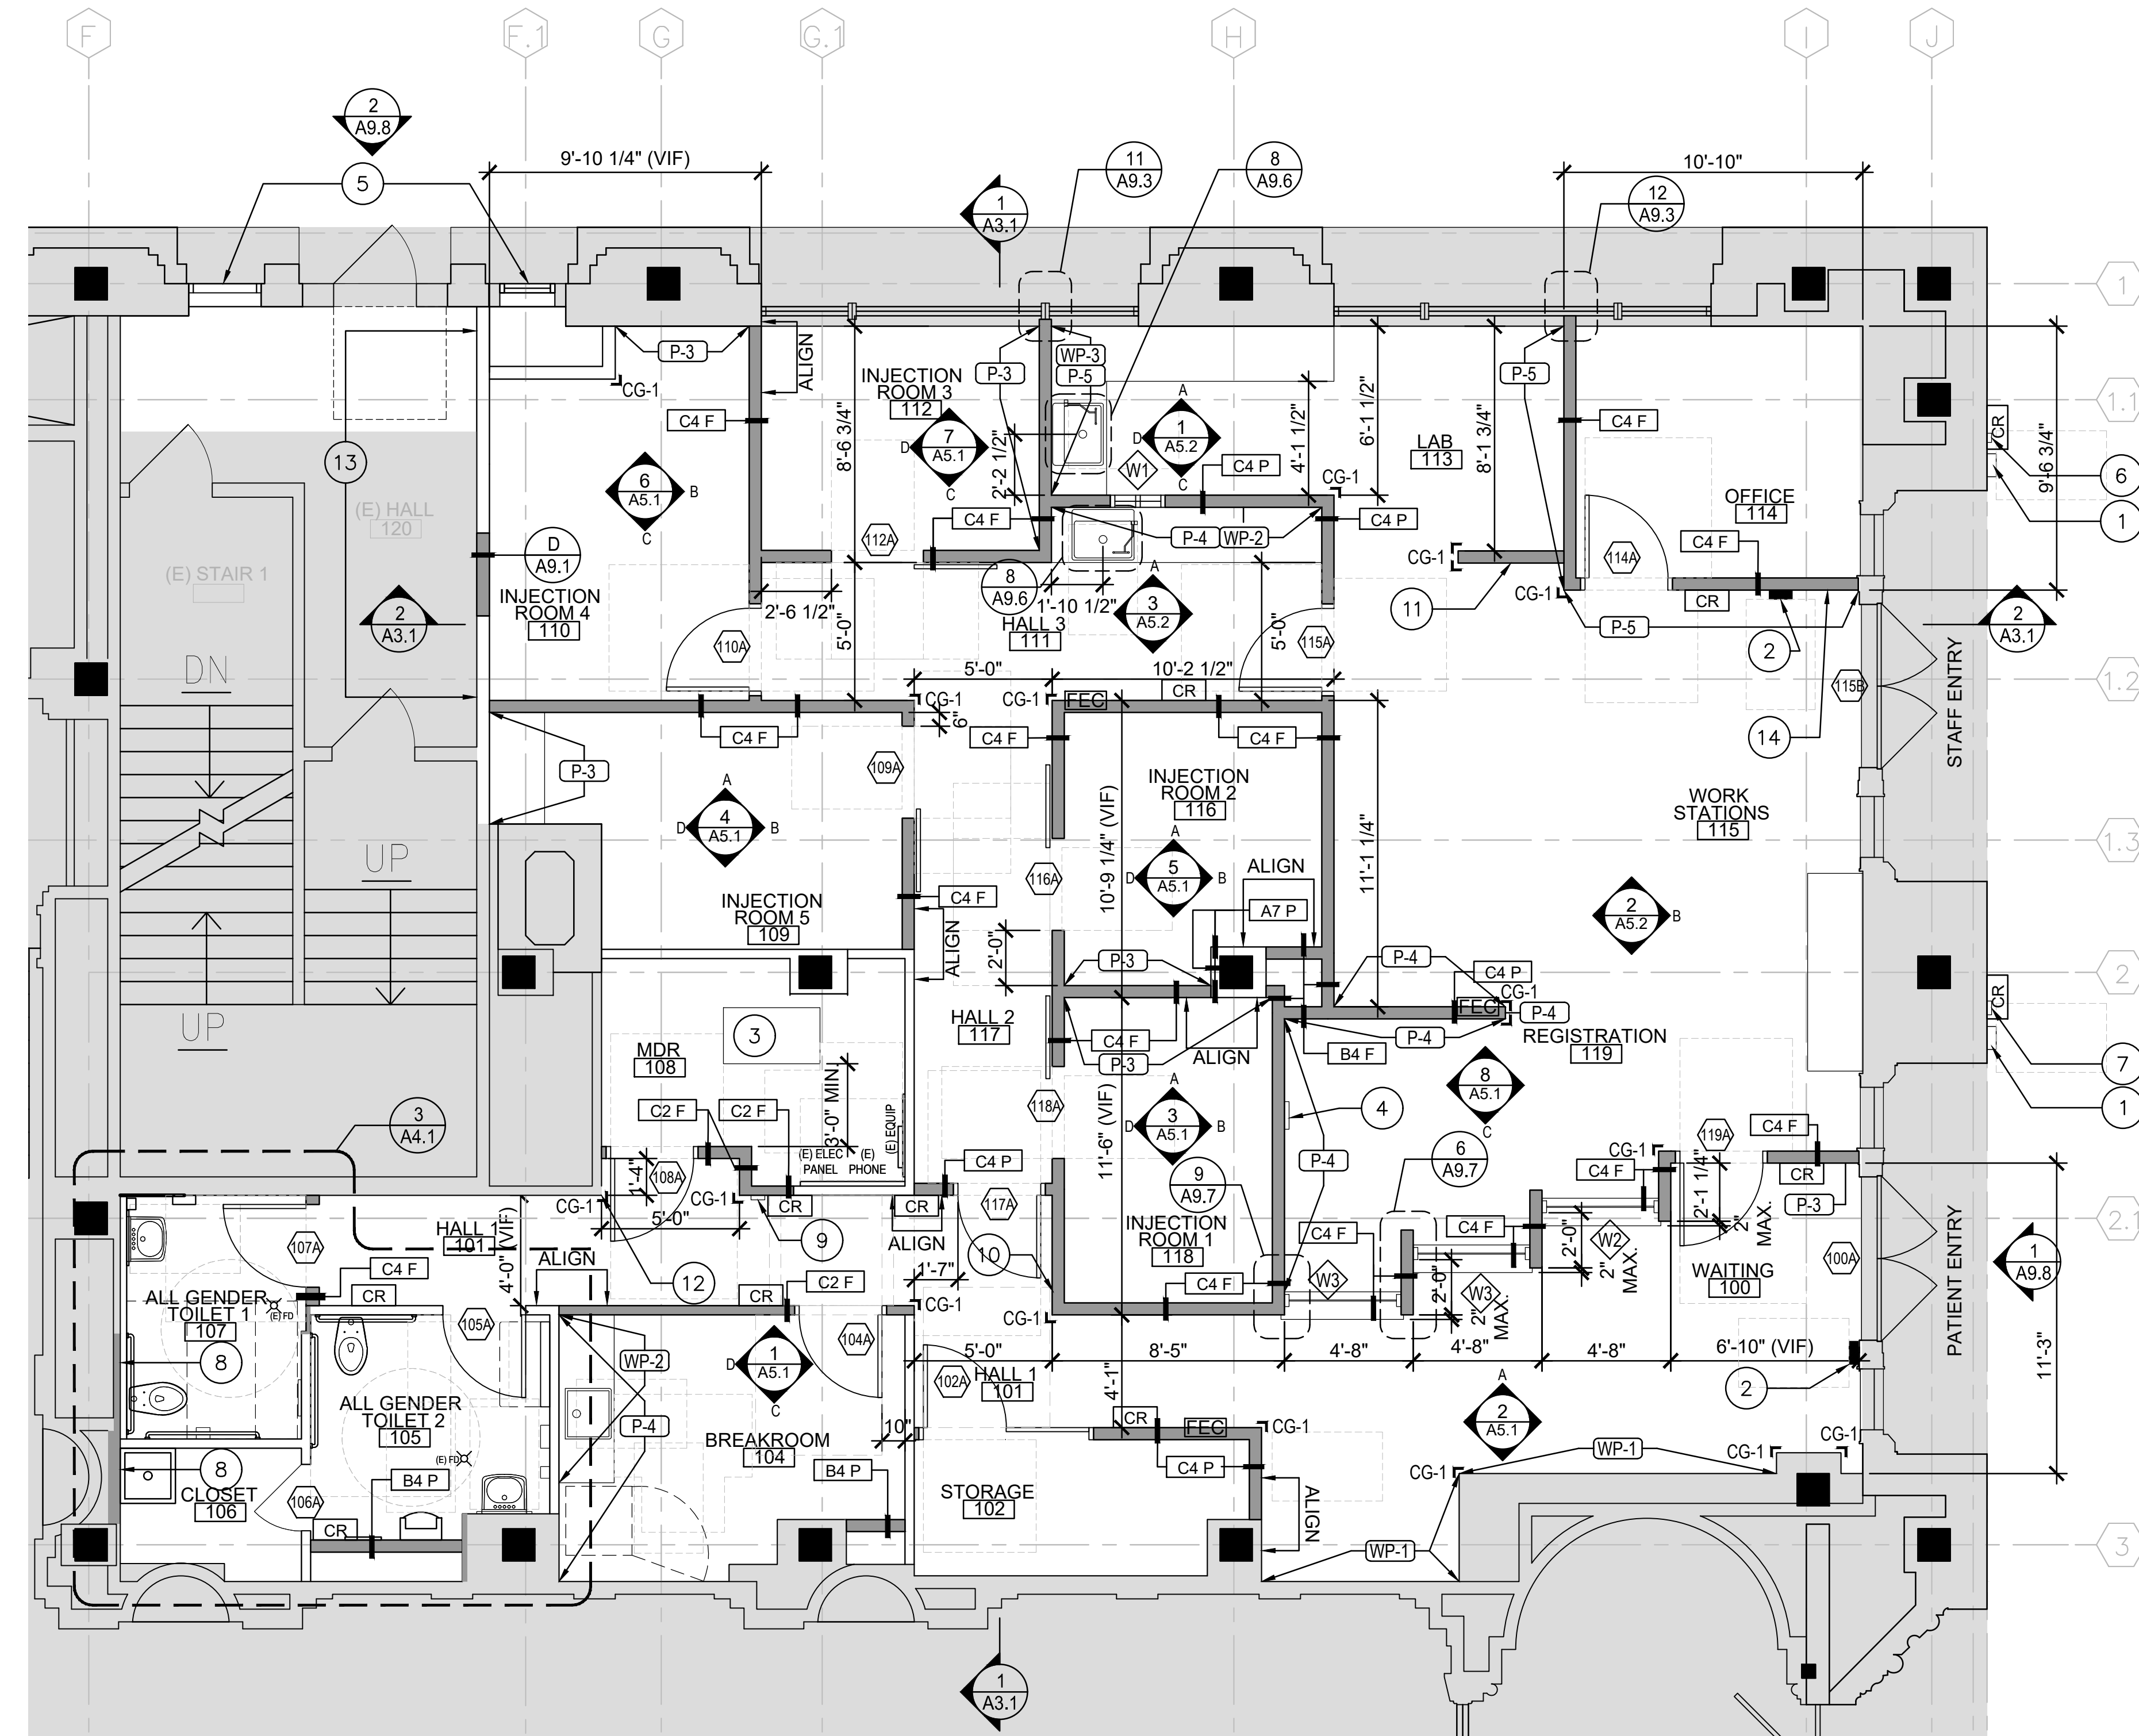 F
F.1
G
G.1
H
I
J
2
A9.8
5
9'-10 1/4" (VIF)
1
A3.1
11
A9.3
8
A9.6
12
A9.3
10'-10"
1
P-3
CG-1
ALIGN
C4 F
INJECTION
ROOM 3
112
8'-6 3/4"
7
A5.1
D
C
P-3
WP-3
P-5
2'-2 1/2"
A
1
A5.2
D
C
W1
C4 P
4'-1 1/2"
6'-1 1/2"
8'-1 3/4"
LAB
113
CG-1
P-5
C4 F
OFFICE
114
1.1
CR
6
1
9'-6 3/4"
13
(E) HALL
120
6
A5.1
B
C
D
A9.1
INJECTION
ROOM 4
110
(E) STAIR 1
2
A3.1
112A
C4 F
P-4
WP-2
C4 P
CG-1
C4 F
114A
CG-1
CR
8
A9.6
1'-10 1/2"
2'-6 1/2"
5'-0"
HALL 3
111
A
3
A5.2
5'-0"
115A
11
P-5
2
2
A3.1
110A
DN
5'-0"
10'-2 1/2"
CG-1
CG-1
FEC
CR
115B
1.2
STAFF ENTRY
6"
C4 F
C4 F
C4 F
14
P-3
109A
INJECTION
ROOM 2
116
WORK
STATIONS
115
A
4
A5.1
D
B
10'-9 1/4" (VIF)
11'-1 1/4"
1.3
UP
116A
A
5
A5.1
D
B
ALIGN
A7 P
INJECTION
ROOM 5
109
C4 F
ALIGN
2
A5.2
B
2'-0"
P-3
P-4
C4 P
CG-1
FEC
P-4
2
CR
UP
3
HALL 2
117
C4 F
P-3
ALIGN
B4 F
P-4
REGISTRATION
119
MDR
108
3'-0" MIN.
7
1
C2 F
C2 F
(E) EQUIP
118A
11'-6" (VIF)
A
3
A5.1
D
B
4
8
A5.1
C
3
A4.1
(E) ELEC
PANEL
(E)
PHONE
C4 P
9
A9.7
P-4
6
A9.7
119A
C4 F
CG-1
C4 F
CR
P-3
1'-4"
108A
CG-1
CG-1
5'-0"
CR
CR
117A
2'-1 1/4"
2"
MAX.
2.1
HALL 1
101
4'-0" (VIF)
107A
9
ALIGN
10
INJECTION
ROOM 1
118
C4 F
C4 F
2'-0"
W2
2"
MAX.
WAITING
100
100A
PATIENT ENTRY
1
A9.8
ALIGN
12
1'-7"
C4 F
C2 F
CR
CR
C4 F
W3
2'-0"
W3
2"
MAX.
ALL GENDER
TOILET 1
107
(E) FD
105A
CG-1
CG-1
104A
8
WP-2
1
A5.1
D
C
5'-0"
8'-5"
4'-8"
4'-8"
4'-8"
6'-10" (VIF)
11'-3"
102A
HALL 1
101
4'-1"
2
ALL GENDER
TOILET 2
105
P-4
10"
CR
FEC
CG-1
A
2
A5.1
WP-1
CG-1
CG-1
CG-1
BREAKROOM
104
(E) FD
8
B4 P
B4 P
C4 P
CLOSET
106
106A
CR
STORAGE
102
ALIGN
WP-1
3
1
A3.1